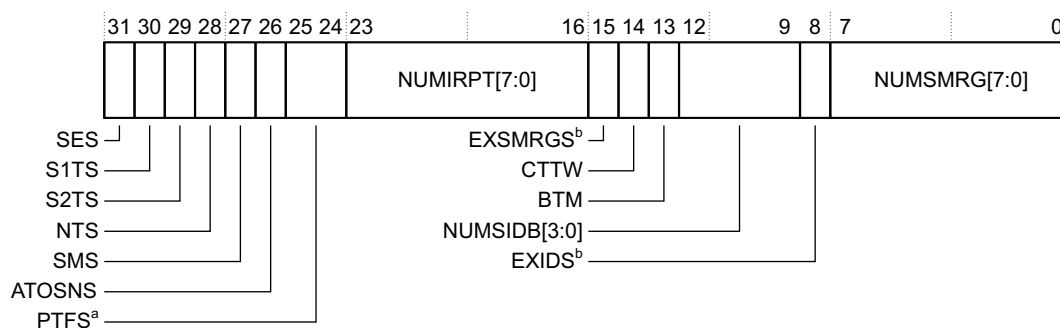 31 30 29 28 27 26 25 24 23 16 15 14 13 12 9 8 7 0
NUMIRPT[7:0] NUMSMRG[7:0]
SES EXSMRGSᵇ
S1TS CTTW
S2TS BTM
NTS NUMSIDB[3:0]
SMS EXIDSᵇ
ATOSNS
PTFSᵃ